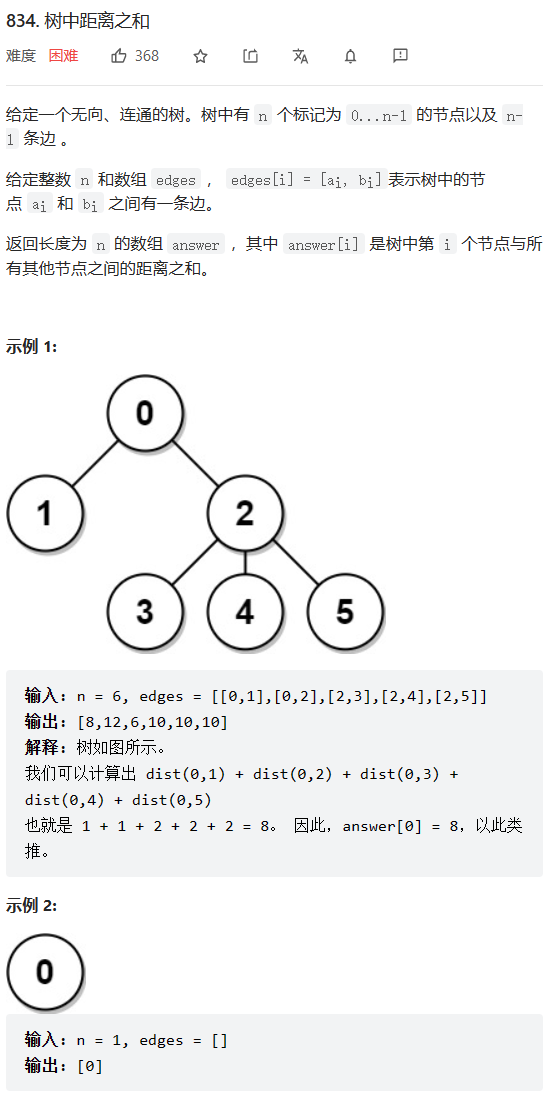 834. 树中距离之和
难度 困难 368
给定一个无向、连通的树。树中有 n 个标记为 0...n-1 的节点以及 n-
1 条边 。
给定整数 n 和数组 edges ， edges[i] = [ai, bi]表示树中的节
点 ai 和 bi 之间有一条边。
返回长度为 n 的数组 answer ，其中 answer[i] 是树中第 i 个节点与所
有其他节点之间的距离之和。
示例 1:
0
1
2
3
4
5
输入: n = 6, edges = [[0,1],[0,2],[2,3],[2,4],[2,5]]
输出: [8,12,6,10,10,10]
解释: 树如图所示。
我们可以计算出 dist(0,1) + dist(0,2) + dist(0,3) +
dist(0,4) + dist(0,5)
也就是 1 + 1 + 2 + 2 + 2 = 8。 因此，answer[0] = 8，以此类
推。
示例 2:
0
输入: n = 1, edges = []
输出: [0]